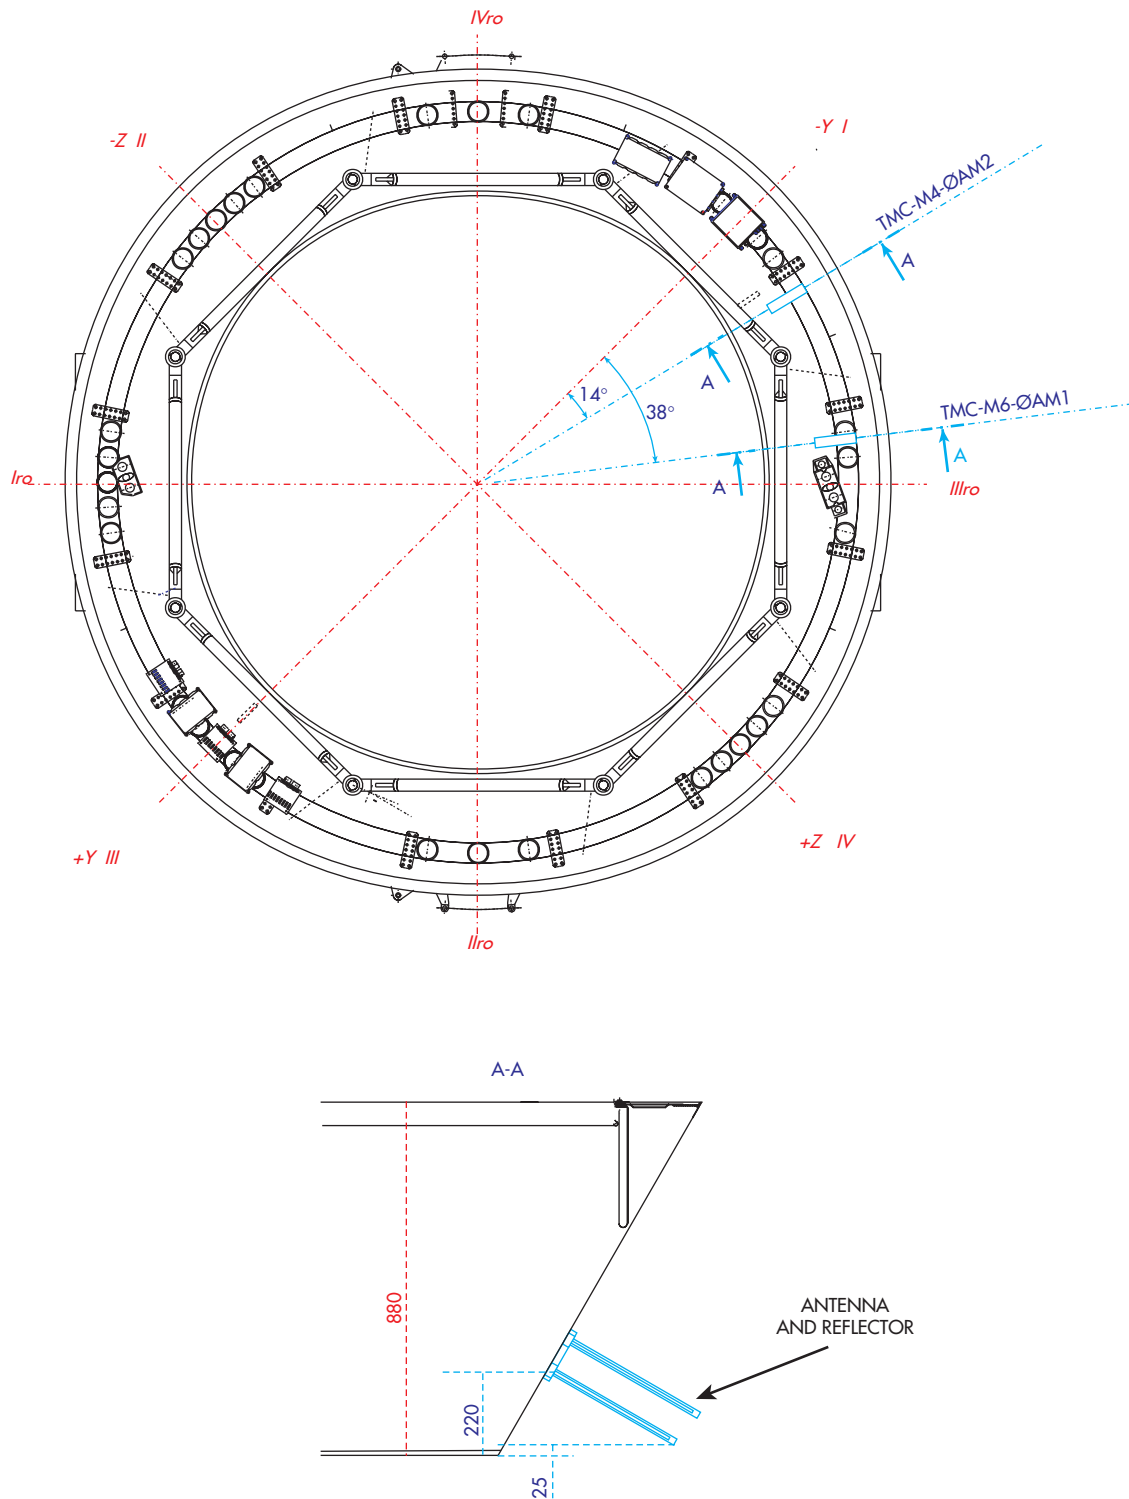 IVro
-Z II
-Y I
TMC-M4-ØAM2
A
A
14°
38°
TMC-M6-ØAM1
A
A
Iro
IIIro
+Y III
+Z IV
IIro
A-A
880
ANTENNA
AND REFLECTOR
220
25